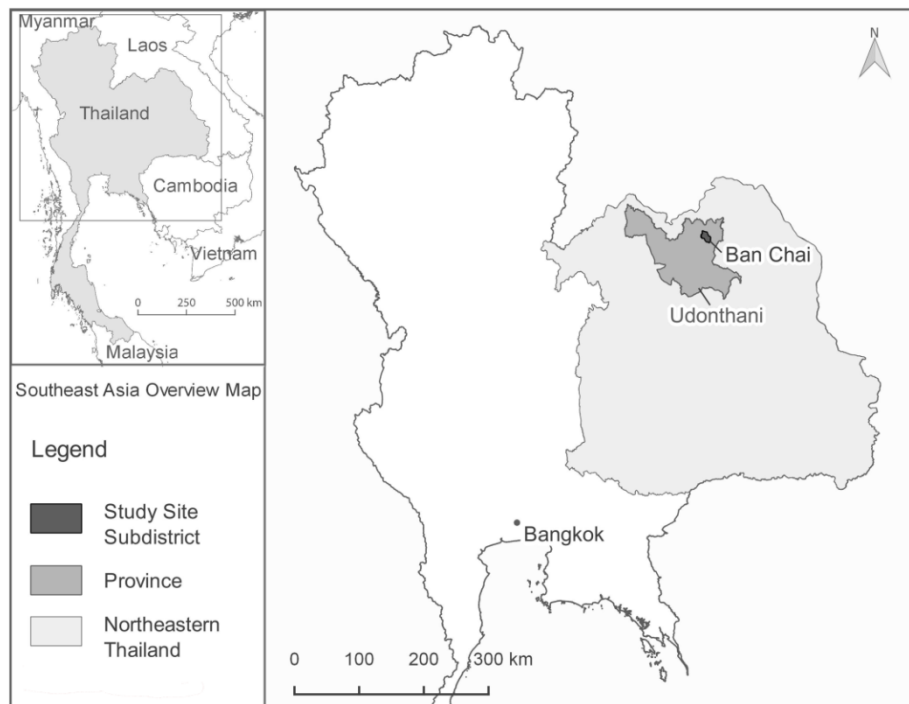 Myanmar
Laos
Thailand
Cambodia
Vietnam
0 250 500 km
Malaysia
Southeast Asia Overview Map
Legend
Study Site
Subdistrict
Province
Northeastern
Thailand
N
Ban Chai
Udonthani
Bangkok
0 100 200 300 km